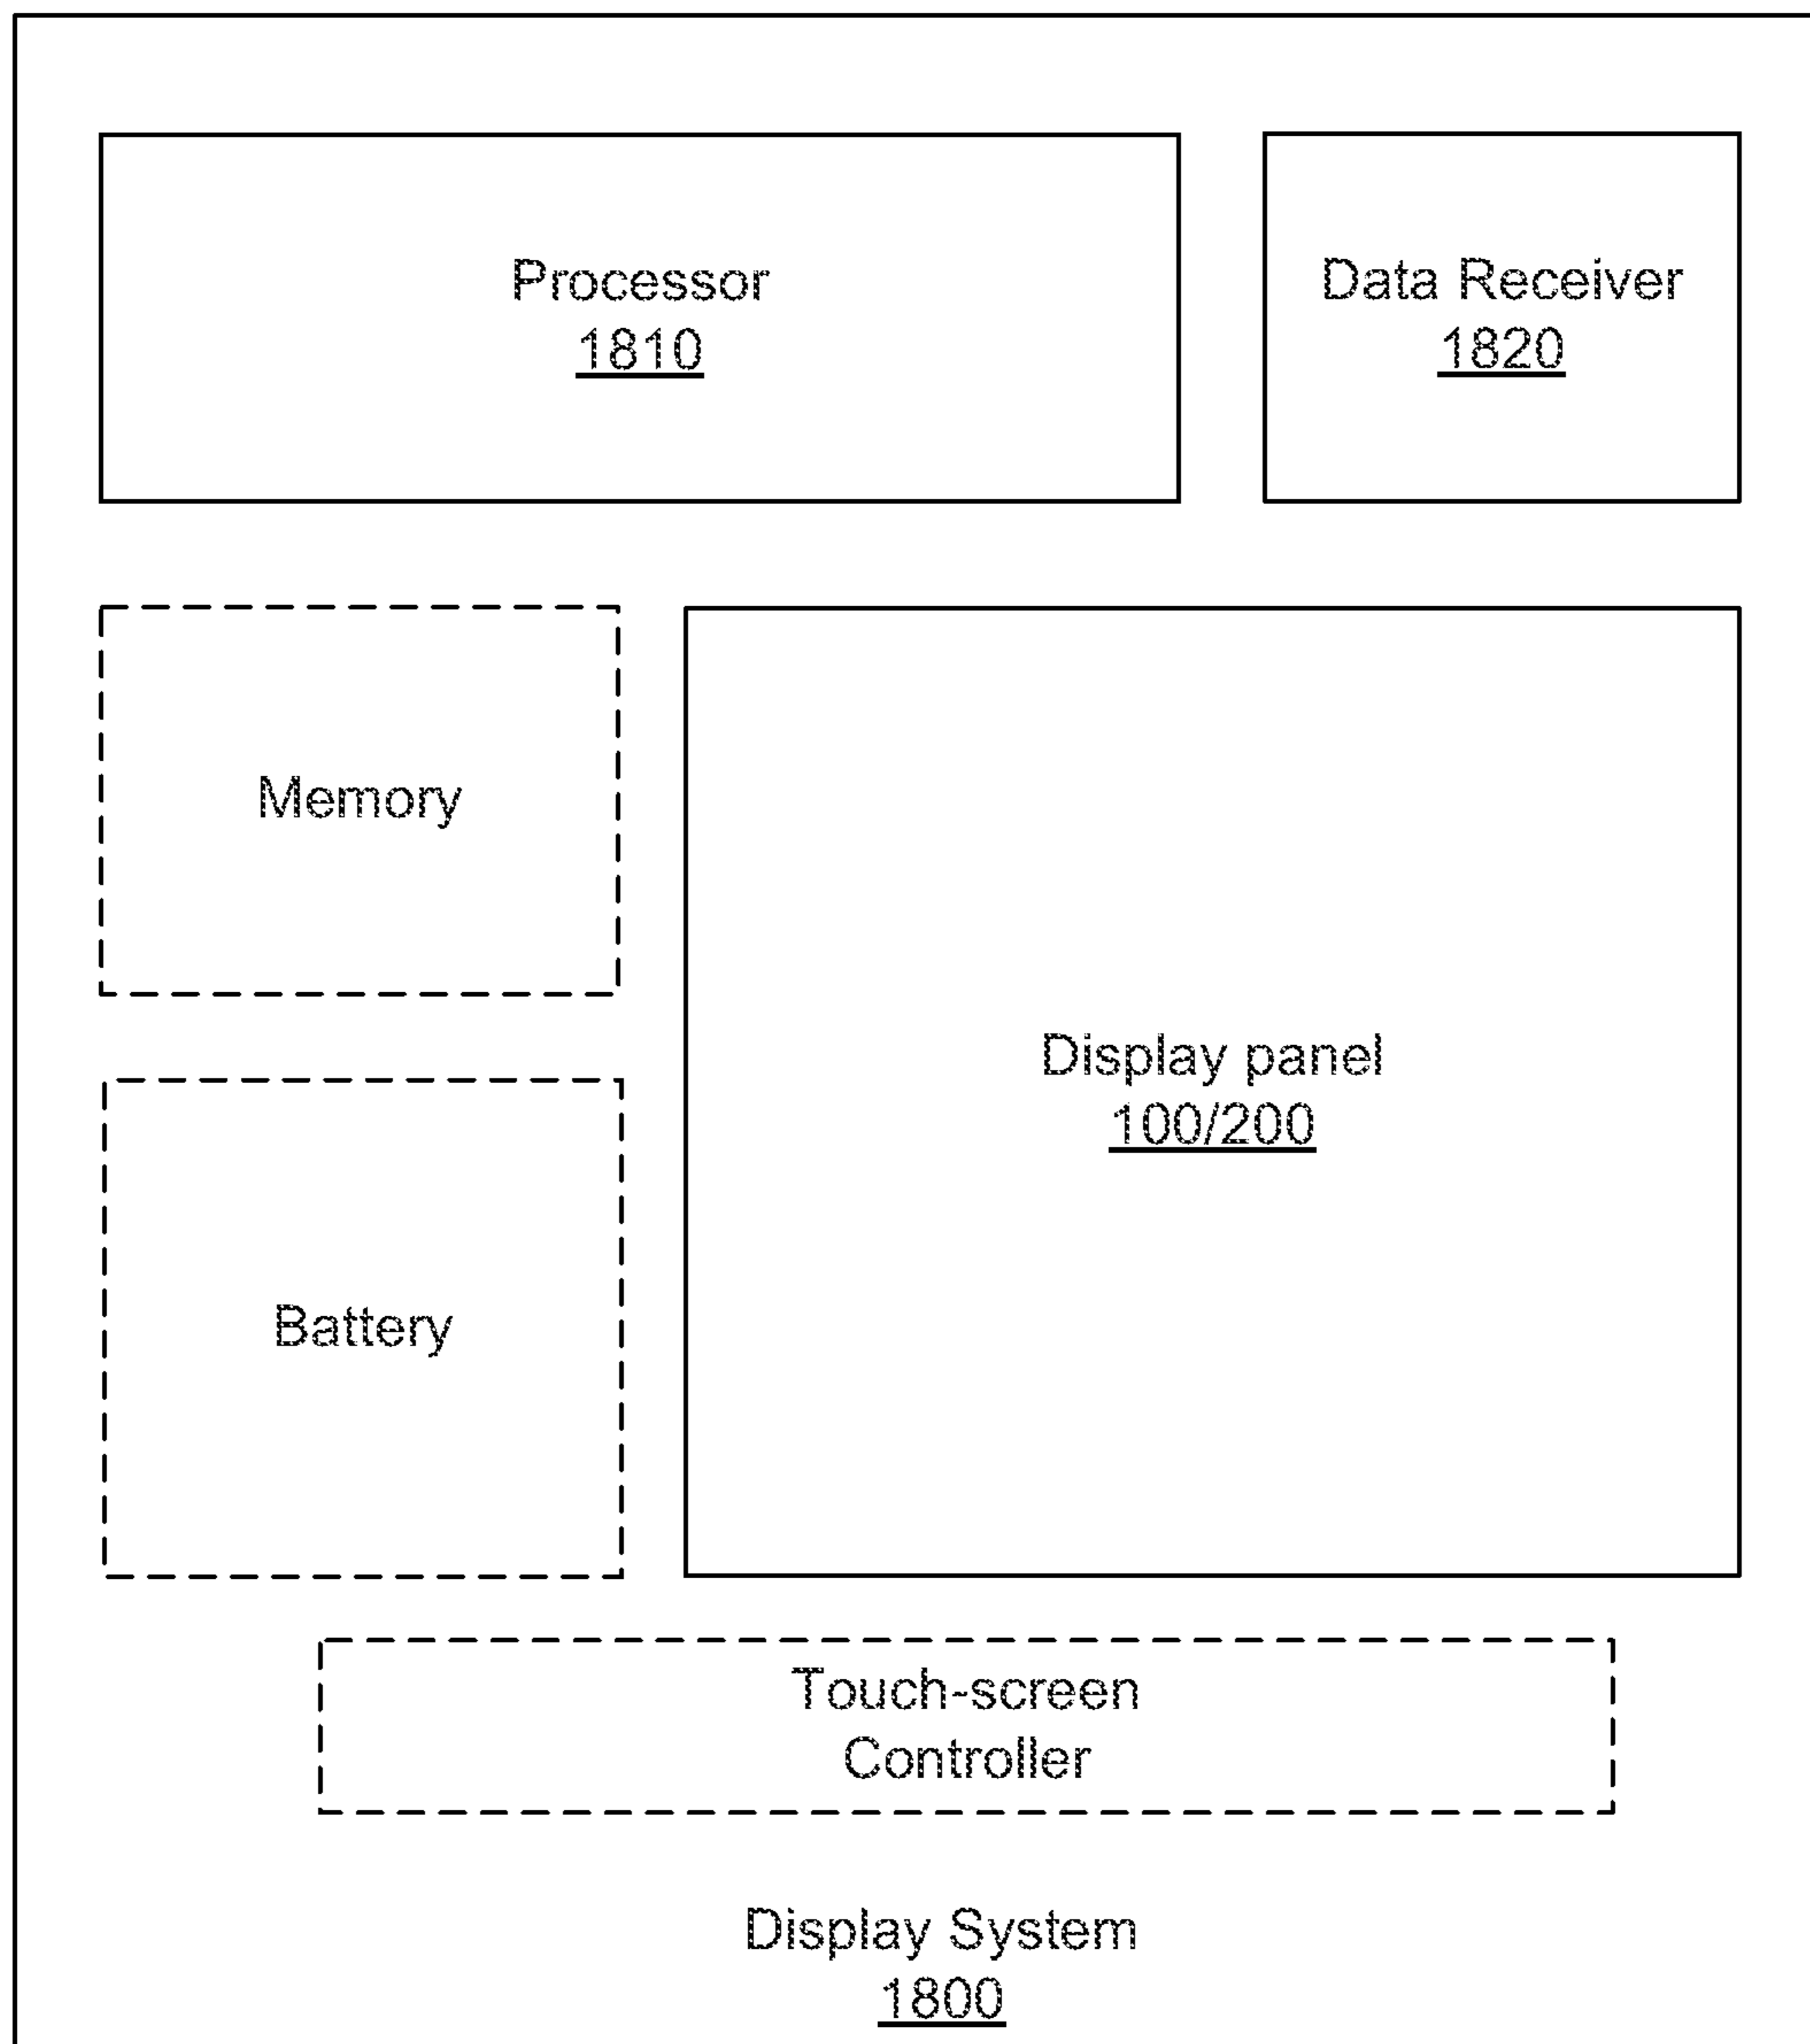 Processor
1810
Data Receiver
1820
Memory
Display panel
100/200
Battery
Touch-screen
Controller
Display System
1800